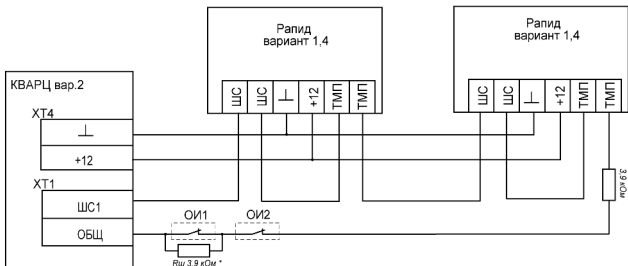 Рапид
вариант 1,4
Рапид
вариант 1,4
КВАРЦ вар.2
ШС ШС ⊥ +12 ТМП ТМП
ШС ШС ⊥ +12 ТМП ТМП
ХТ4
⊥
+12
ХТ1
ШС1
ОБЩ
ОИ1 ОИ2
Rш 3,9 кОм *
3,9 кОм